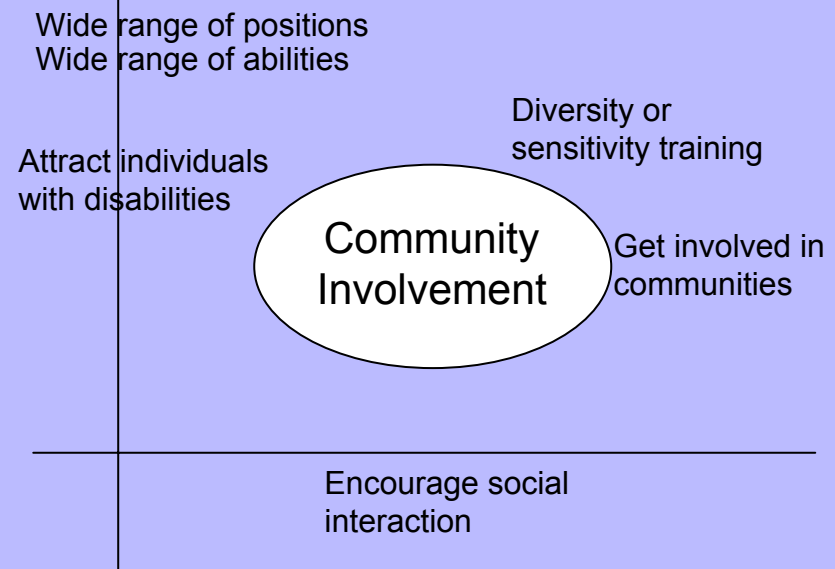 Wide range of positions
Wide range of abilities
Diversity or
sensitivity training
Attract individuals
with disabilities
Community
Involvement
Get involved in
communities
Encourage social
interaction